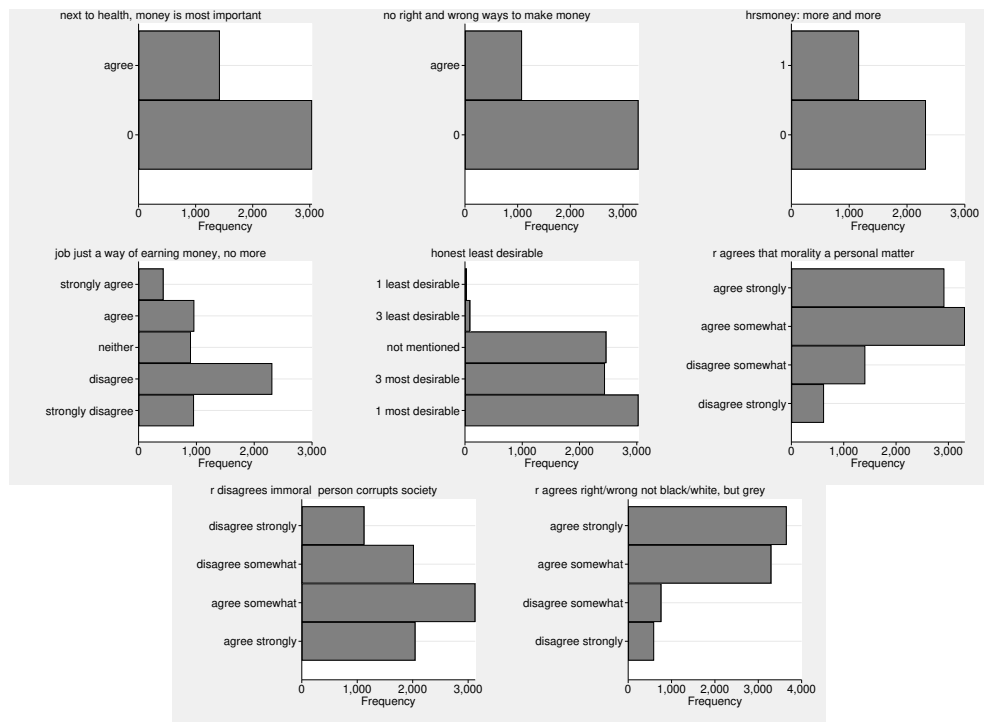 next to health, money is most important
agree
0
0 1,000 2,000 3,000
Frequency
no right and wrong ways to make money
agree
0
0 1,000 2,000 3,000
Frequency
hrsmoney: more and more
1
0
0 1,000 2,000 3,000
Frequency
job just a way of earning money, no more
strongly agree
agree
neither
disagree
strongly disagree
0 1,000 2,000 3,000
Frequency
honest least desirable
1 least desirable
3 least desirable
not mentioned
3 most desirable
1 most desirable
0 1,000 2,000 3,000
Frequency
r agrees that morality a personal matter
agree strongly
agree somewhat
disagree somewhat
disagree strongly
0 1,000 2,000 3,000
Frequency
r disagrees immoral  person corrupts society
disagree strongly
disagree somewhat
agree somewhat
agree strongly
0 1,000 2,000 3,000
Frequency
r agrees right/wrong not black/white, but grey
agree strongly
agree somewhat
disagree somewhat
disagree strongly
0 1,000 2,000 3,000 4,000
Frequency